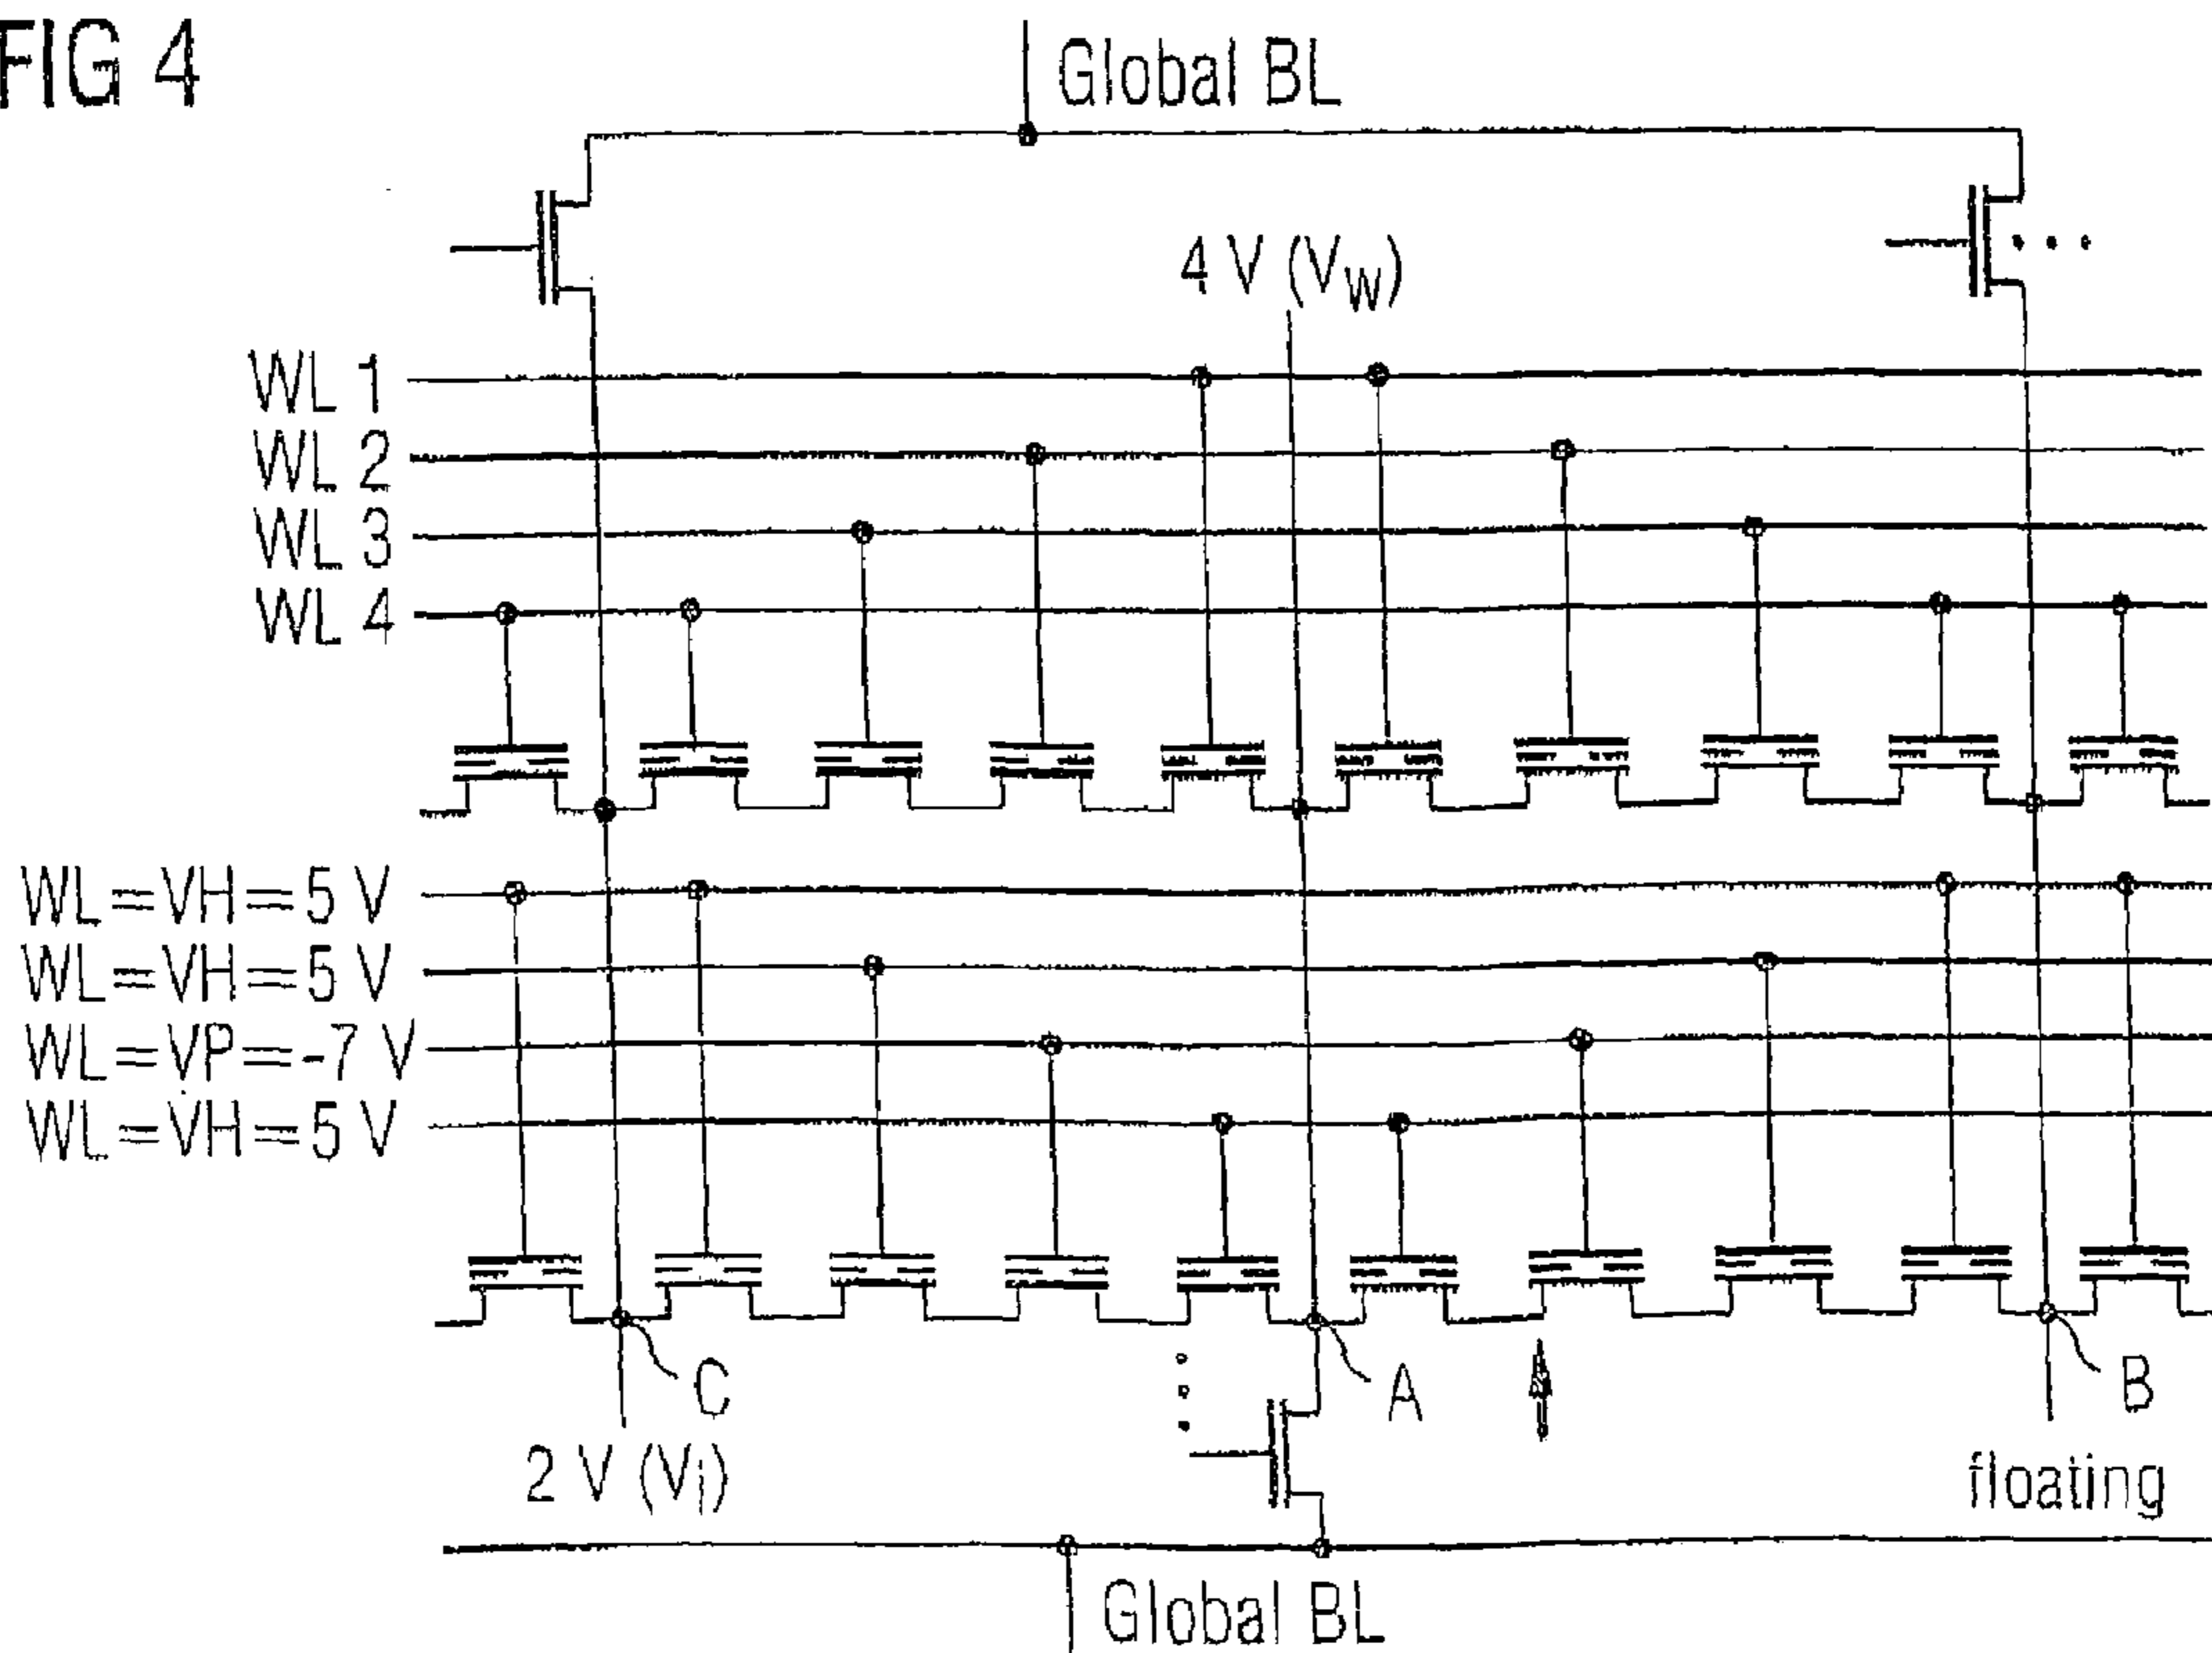 FIG 4
Global BL
4 V (VW)
WL 1
WL 2
WL 3
WL 4
WL=VH=5 V
WL=VH=5 V
WL=VP=-7 V
WL=VH=5 V
C
A
B
2 V (Vi)
floating
Global BL